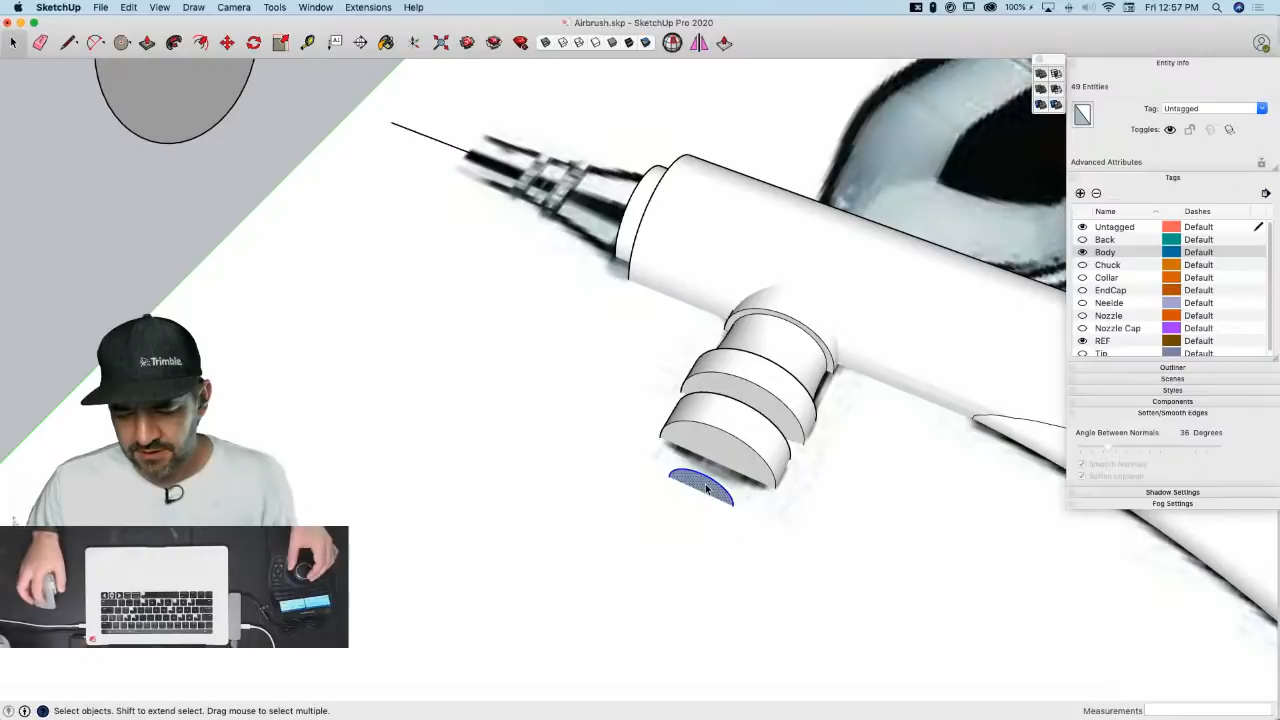 SketchUp File Edit View Draw Camera Tools Window Extensions Help 100% Fri 12:57 PM
Airbrush.skp - SketchUp Pro 2020
Entity Info
49 Entities
Tag: Untagged
Toggles:
Advanced Attributes
Tags
Name Dashes
Untagged Default
Back Default
Body Default
Chuck Default
Collar Default
EndCap Default
Neelde Default
Nozzle Default
Nozzle Cap Default
REF Default
Tip Default
Outliner
Scenes
Styles
Components
Soften/Smooth Edges
Angle Between Normals 36 Degrees
Smooth Normals
Soften coplanar
Shadow Settings
Fog Settings
Trimble.
Select objects. Shift to extend select. Drag mouse to select multiple. Measurements